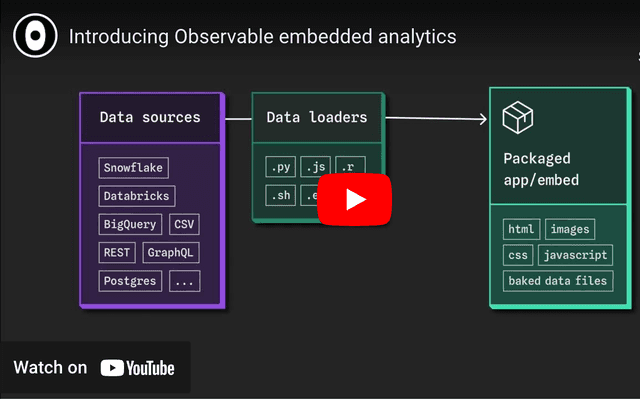 Introducing Observable embedded analytics
Data sources
Snowflake
Databricks
BigQuery CSV
REST GraphQL
Postgres ...
Data loaders
.py .js .r
.sh
Packaged
app/embed
html images
css javascript
baked data files
Watch on YouTube